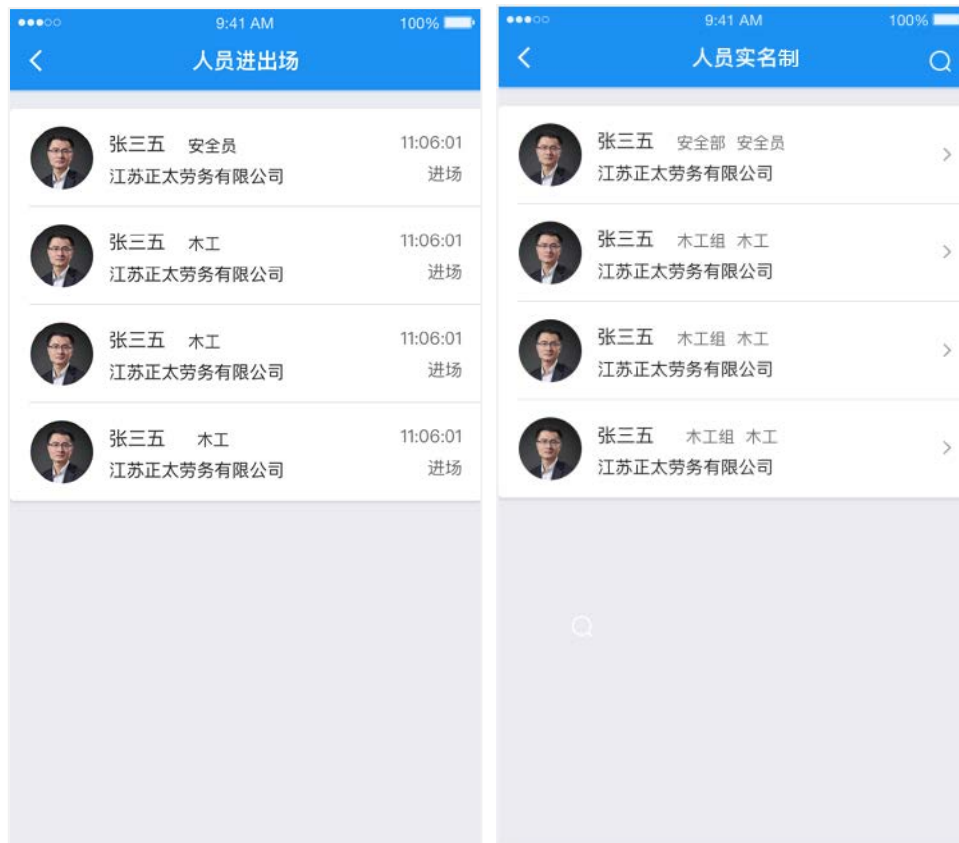 9:41 AM
100%
人员进出场
张三五 安全员
11:06:01
江苏正太劳务有限公司
进场
张三五 木工
11:06:01
江苏正太劳务有限公司
进场
张三五 木工
11:06:01
江苏正太劳务有限公司
进场
张三五 木工
11:06:01
江苏正太劳务有限公司
进场
9:41 AM
100%
人员实名制
张三五 安全部 安全员
江苏正太劳务有限公司
张三五 木工组 木工
江苏正太劳务有限公司
张三五 木工组 木工
江苏正太劳务有限公司
张三五 木工组 木工
江苏正太劳务有限公司